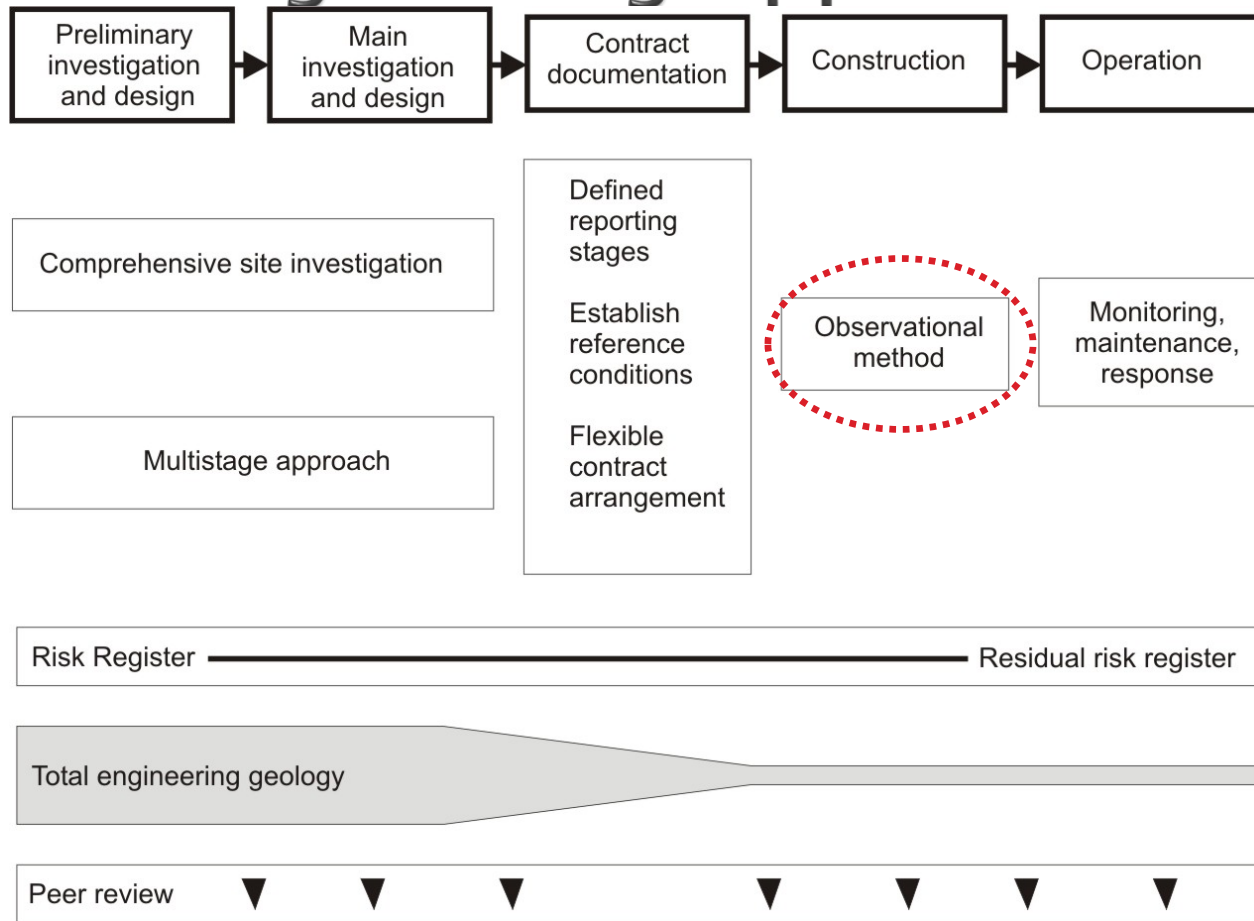 Preliminary
investigation
and design
Main
investigation
and design
Contract
documentation
Construction
Operation
Comprehensive site investigation
Multistage approach
Defined
reporting
stages
Establish
reference
conditions
Flexible
contract
arrangement
Observational
method
Monitoring,
maintenance,
response
Risk Register
Residual risk register
Total engineering geology
Peer review